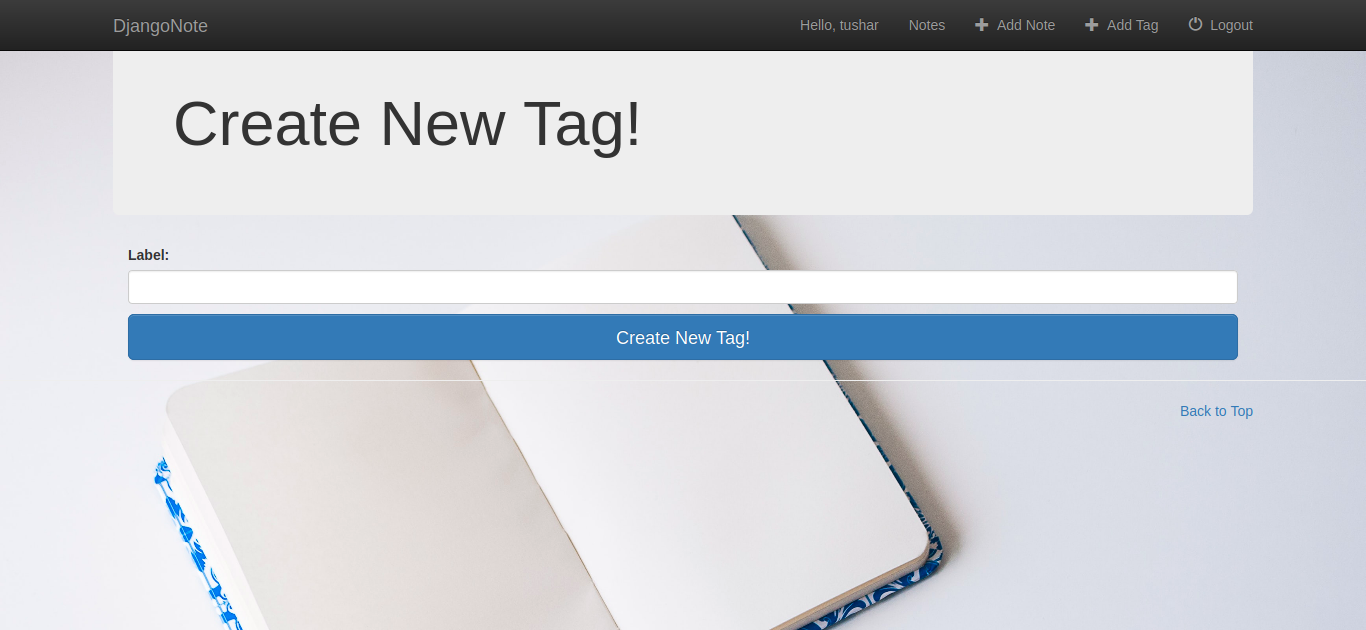 DjangoNote Hello, tushar Notes Add Note Add Tag Logout
Create New Tag!
Label:
Create New Tag!
Back to Top